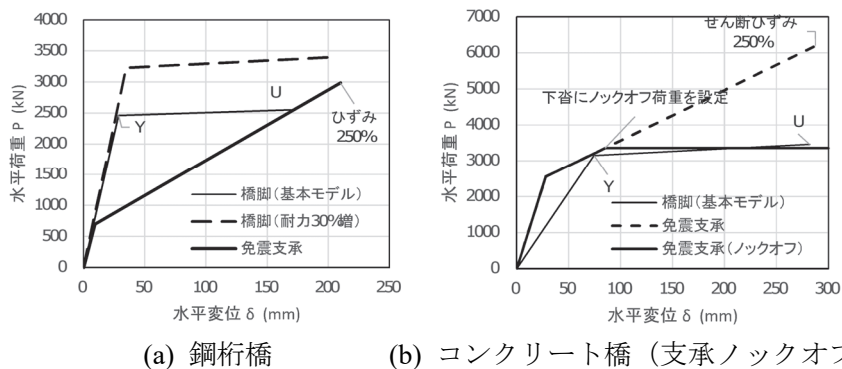 4000
3500
3000
2500
2000
1500
1000
500
0
水平荷重 P (kN)
U
Y
ひずみ
250%
橋脚(基本モデル)
橋脚(耐力30%増)
免震支承
0 50 100 150 200 250
水平変位 δ (mm)
(a) 鋼桁橋
7000
6000
5000
4000
3000
2000
1000
0
水平荷重 P (kN)
せん断ひずみ
250%
下沓にノックオフ荷重を設定
U
Y
橋脚(基本モデル)
免震支承
免震支承(ノックオフ)
0 50 100 150 200 250 300
水平変位 δ (mm)
(b) コンクリート橋（支承ノックオフ